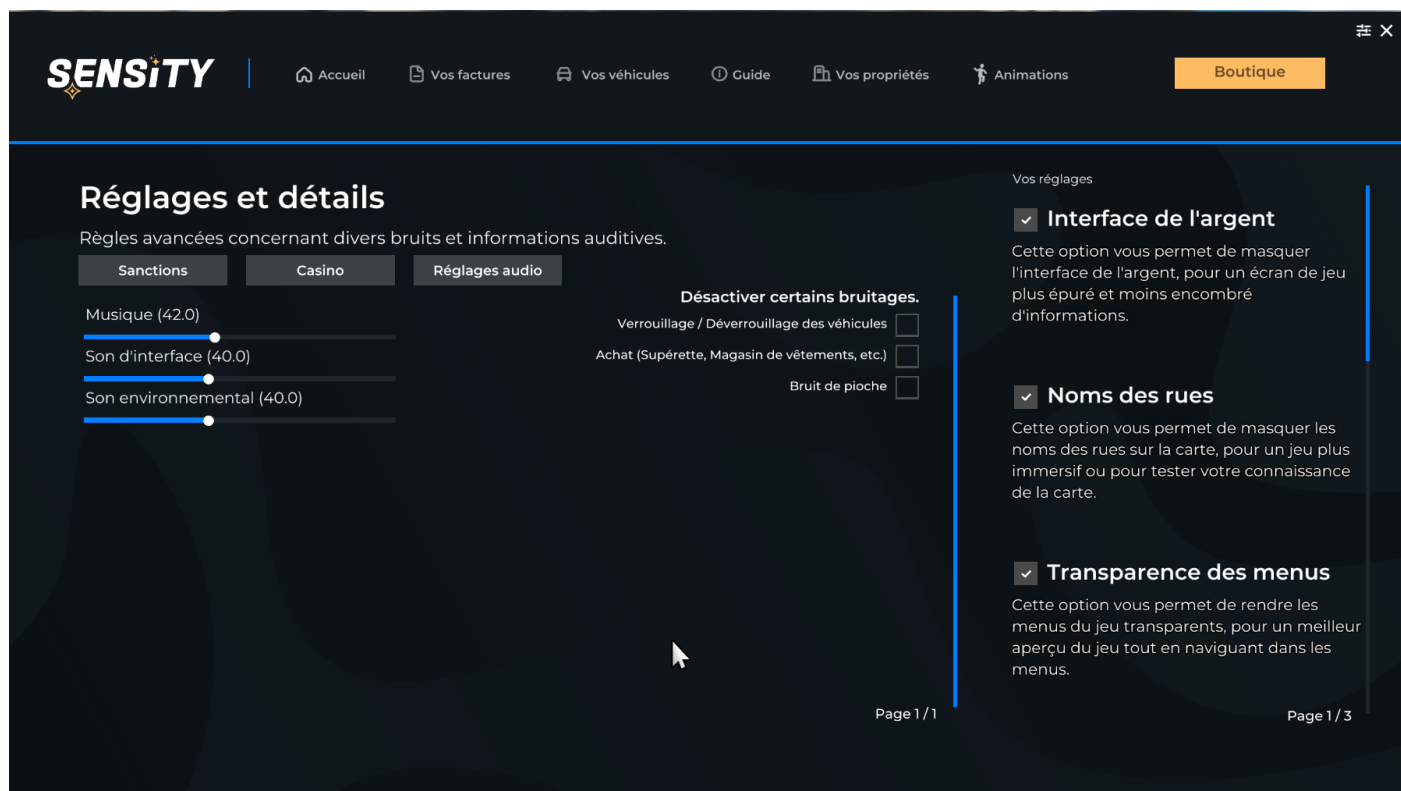 SENSiTY
Accueil
Vos factures
Vos véhicules
Guide
Vos propriétés
Animations
Boutique
Réglages et détails
Règles avancées concernant divers bruits et informations auditives.
Sanctions
Casino
Réglages audio
Musique (42.0)
Son d'interface (40.0)
Son environnemental (40.0)
Désactiver certains bruitages.
Verrouillage / Déverrouillage des véhicules
Achat (Supérette, Magasin de vêtements, etc.)
Bruit de pioche
Page 1 / 1
Vos réglages
Interface de l'argent
Cette option vous permet de masquer
l'interface de l'argent, pour un écran de jeu
plus épuré et moins encombré
d'informations.
Noms des rues
Cette option vous permet de masquer les
noms des rues sur la carte, pour un jeu plus
immersif ou pour tester votre connaissance
de la carte.
Transparence des menus
Cette option vous permet de rendre les
menus du jeu transparents, pour un meilleur
aperçu du jeu tout en naviguant dans les
menus.
Page 1 / 3